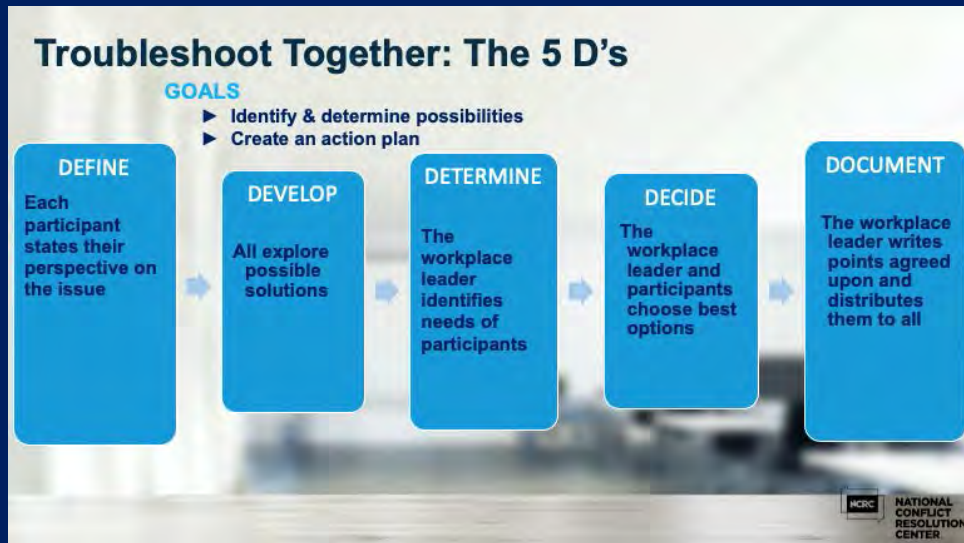 Troubleshoot Together: The 5 D's
GOALS
► Identify & determine possibilities
► Create an action plan
DEFINE
Each
participant
states their
perspective on
the issue
DEVELOP
All explore
possible
solutions
DETERMINE
The
workplace
leader
identifies
needs of
participants
DECIDE
The
workplace
leader and
participants
choose best
options
DOCUMENT
The workplace
leader writes
points agreed
upon and
distributes
them to all
NCRC
NATIONAL
CONFLICT
RESOLUTION
CENTER